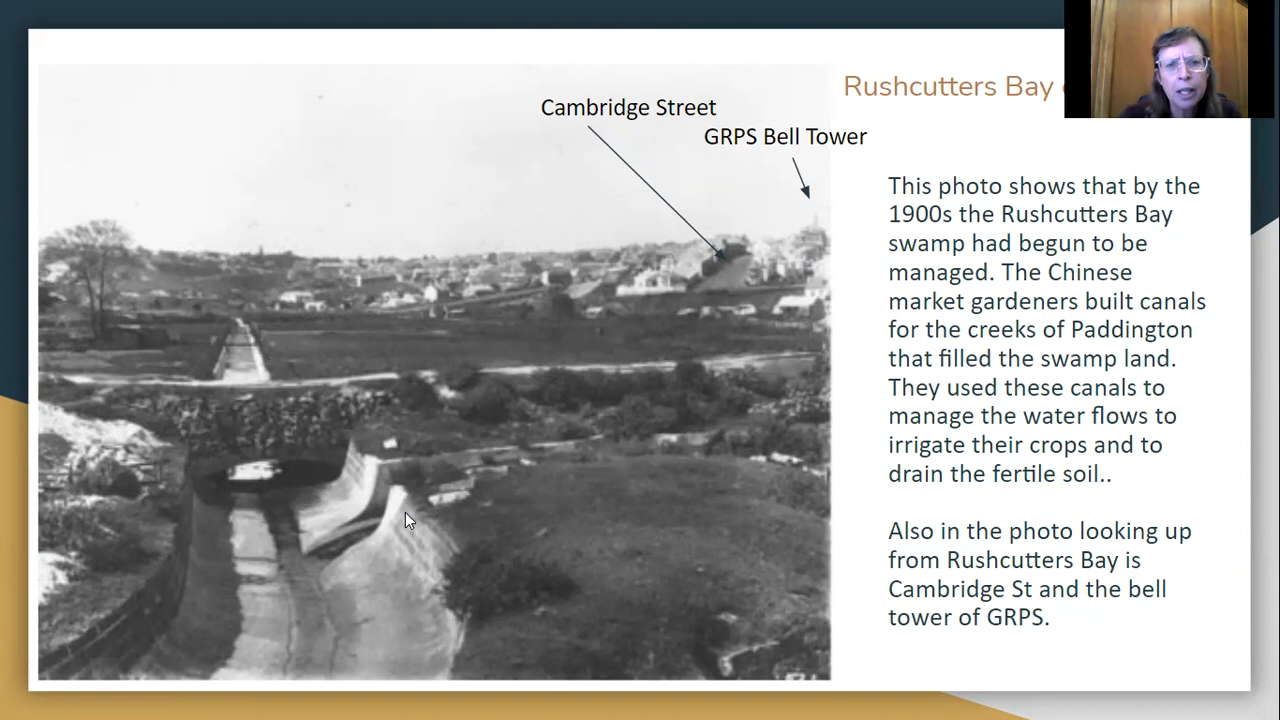 Rushcutters Bay
Cambridge Street
GRPS Bell Tower
This photo shows that by the
1900s the Rushcutters Bay
swamp had begun to be
managed. The Chinese
market gardeners built canals
for the creeks of Paddington
that filled the swamp land.
They used these canals to
manage the water flows to
irrigate their crops and to
drain the fertile soil..
Also in the photo looking up
from Rushcutters Bay is
Cambridge St and the bell
tower of GRPS.